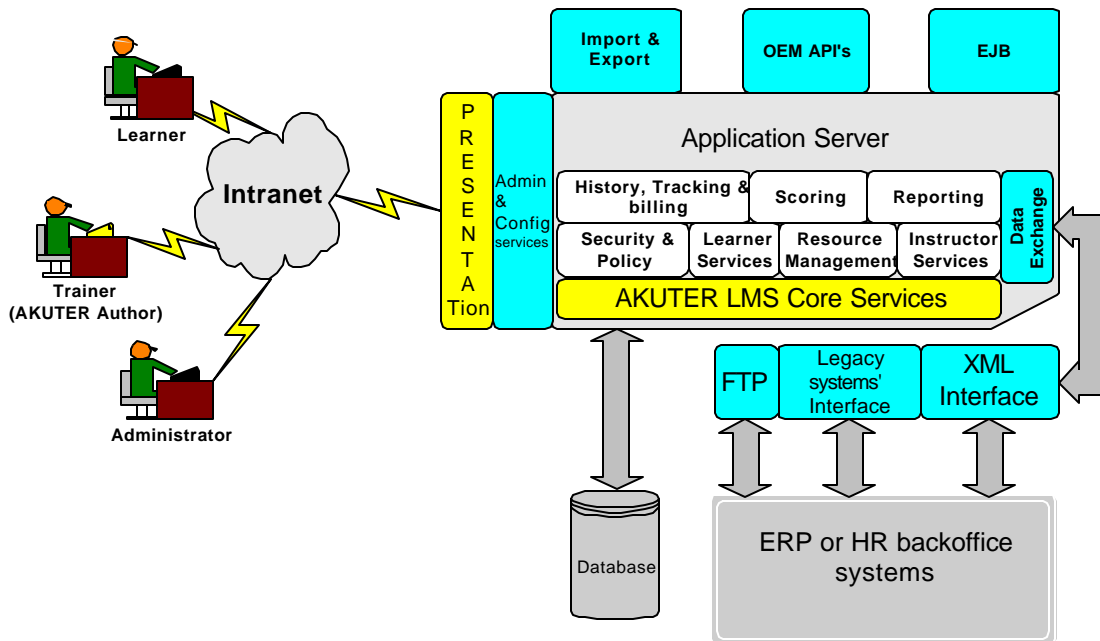 Import &
Export
OEM API's
EJB
Learner
Intranet
Trainer
(AKUTER Author)
Administrator
P
R
E
S
E
N
T
A
Tion
Admin
&
Config
services
Application Server
History, Tracking &
billing
Scoring
Reporting
Security &
Policy
Learner
Services
Resource
Management
Instructor
Services
Data
Exchange
AKUTER LMS Core Services
FTP
Legacy
systems'
Interface
XML
Interface
Database
ERP or HR backoffice
systems